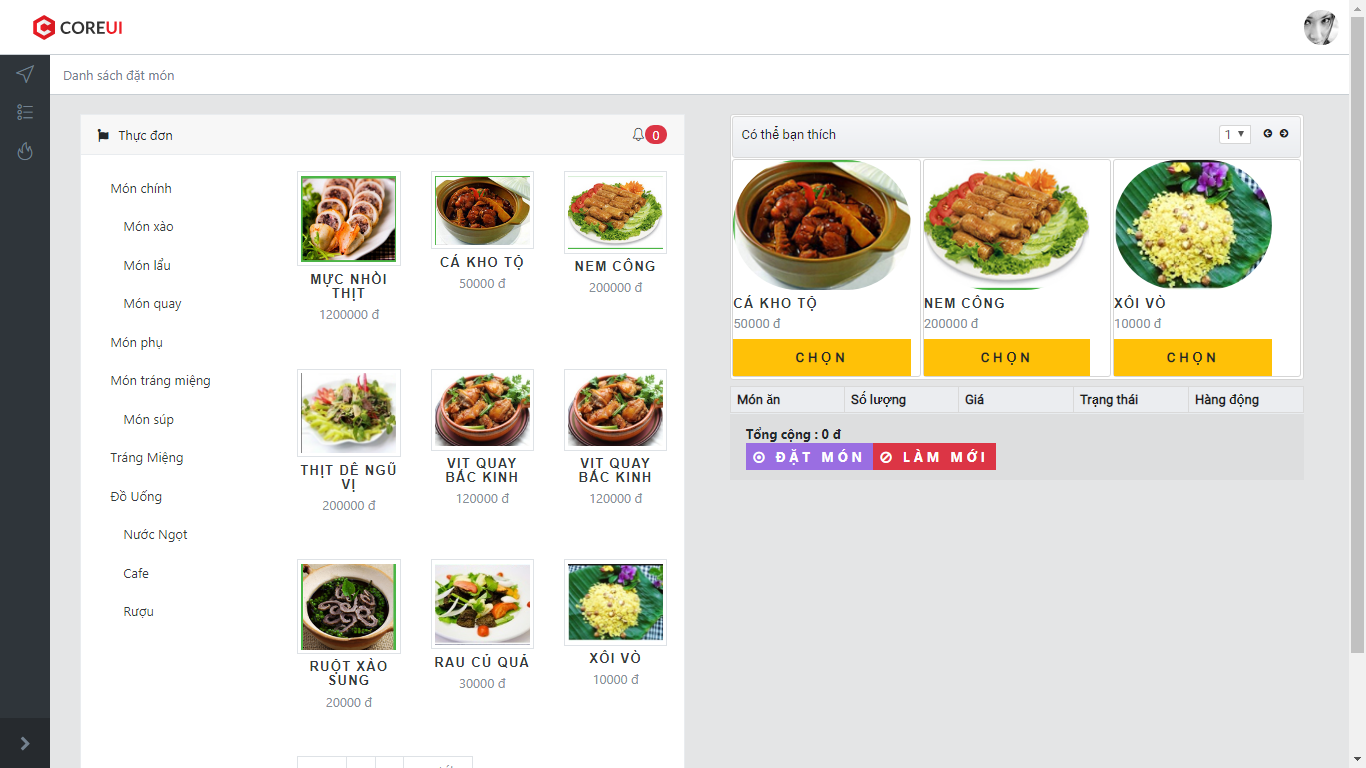 COREUI
Danh sách đặt món
Thực đơn
0
Món chính
Món xào
Món lẩu
Món quay
Món phụ
Món tráng miệng
Món súp
Tráng Miệng
Đồ Uống
Nước Ngọt
Cafe
Rượu
MỰC NHỒI
THỊT
1200000 đ
CÁ KHO TỘ
50000 đ
NEM CÔNG
200000 đ
THỊT DÊ NGŨ
VỊ
200000 đ
VIT QUAY
BẮC KINH
120000 đ
VIT QUAY
BẮC KINH
120000 đ
RUỘT XÀO
SUNG
20000 đ
RAU CỦ QUẢ
30000 đ
XÔI VÒ
10000 đ
Có thể bạn thích
1
CÁ KHO TỘ
50000 đ
CHỌN
NEM CÔNG
200000 đ
CHỌN
XÔI VÒ
10000 đ
CHỌN
Món ăn Số lượng Giá Trạng thái Hàng động
Tổng cộng : 0 đ
ĐẶT MÓN LÀM MỚI